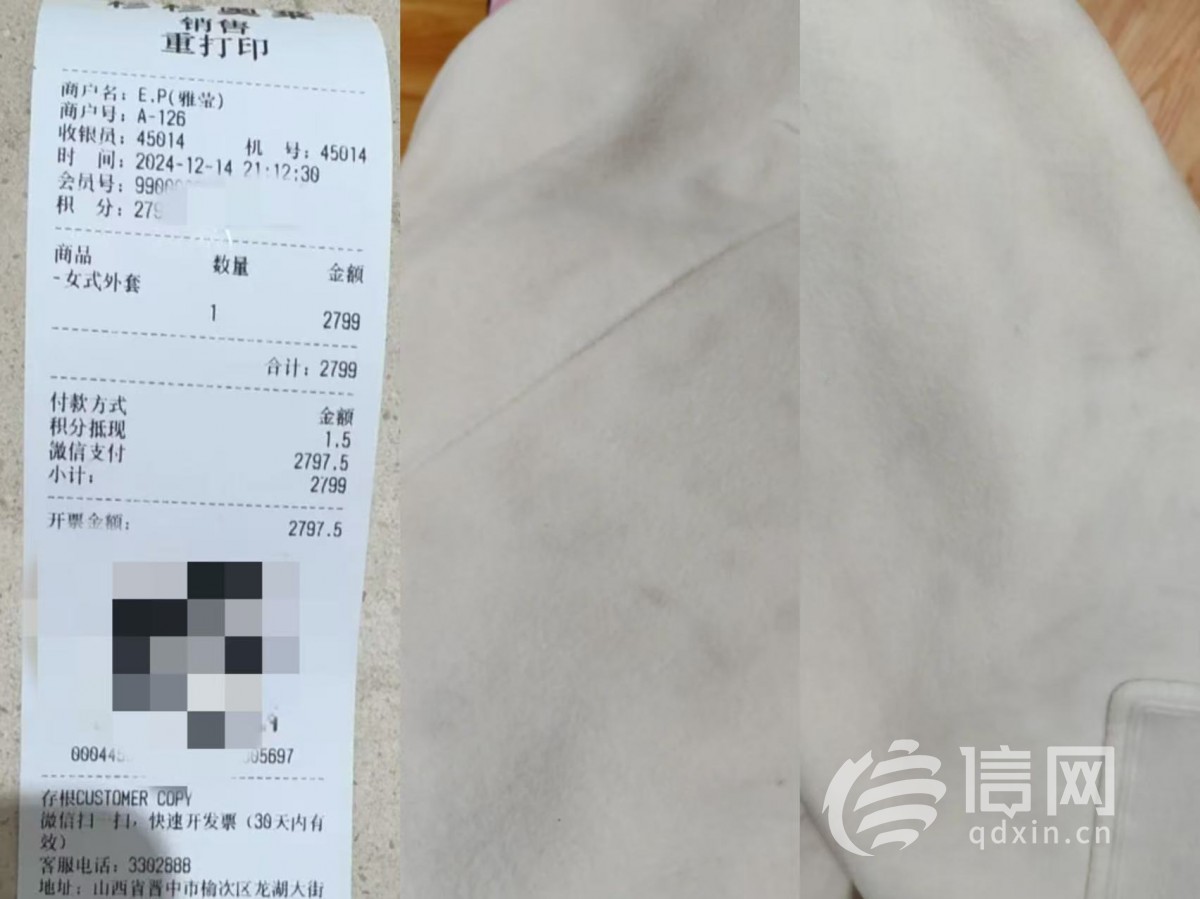 销售
重打印
商户名：E.P(雅莹)
商户号：A-126
收银员：45014 机 号：45014
时 间：2024-12-14 21:12:30
会员号：99000
积 分：279
商品 数量 金额
-女式外套
1 2799
合计：2799
付款方式 金额
积分抵现 1.5
微信支付 2797.5
小计： 2799
开票金额： 2797.5
00044 05697
存根CUSTOMER COPY
微信扫一扫，快速开发票（30天内有
效）
客服电话：3302888
地址：山西省晋中市榆次区龙湖大街
信网
qdxin.cn